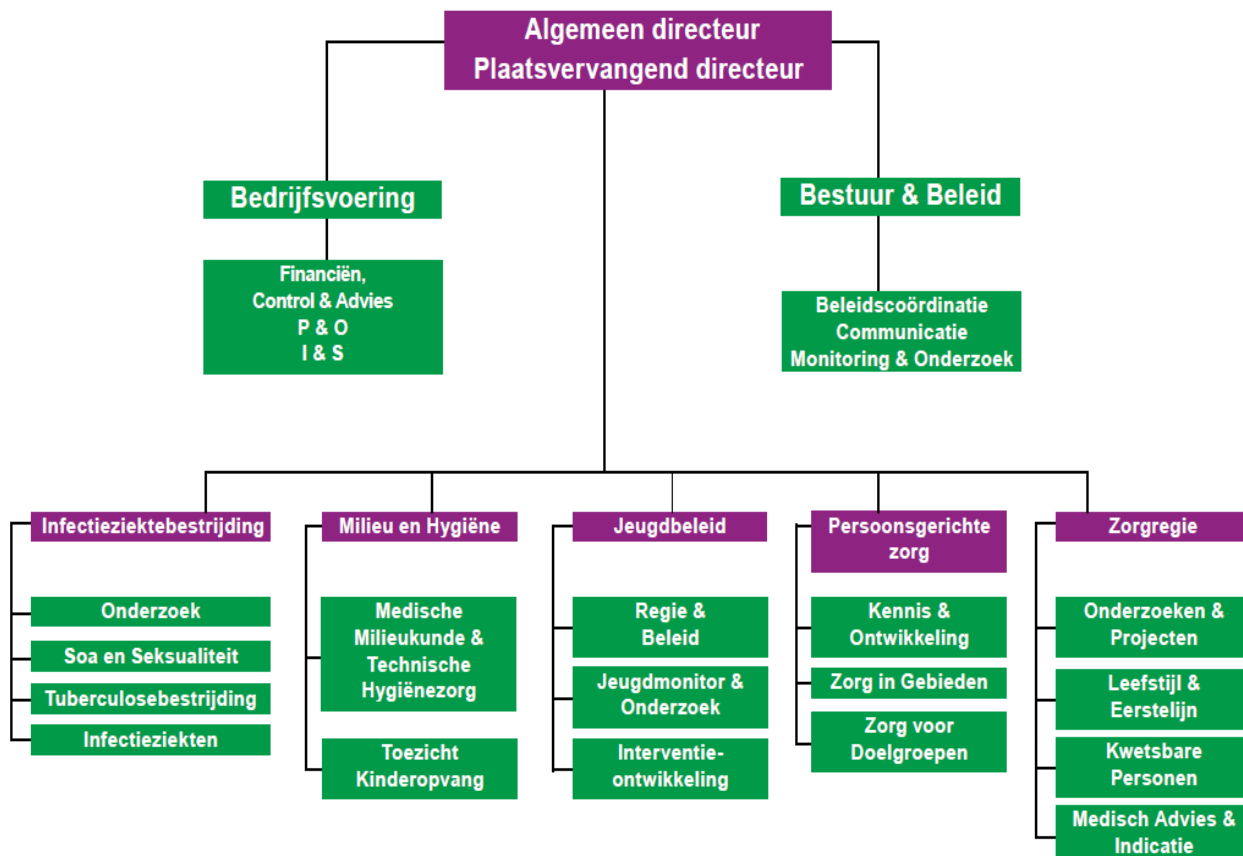 Algemeen directeur
Plaatsvervangend directeur
Bedrijfsvoering
Financiën,
Control & Advies
P & O
I & S
Bestuur & Beleid
Beleidscoördinatie
Communicatie
Monitoring & Onderzoek
Infectieziektebestrijding
Onderzoek
Soa en Seksualiteit
Tuberculosebestrijding
Infectieziekten
Milieu en Hygiëne
Medische
Milieukunde &
Technische
Hygiënezorg
Toezicht
Kinderopvang
Jeugdbeleid
Regie &
Beleid
Jeugdmonitor &
Onderzoek
Interventie-
ontwikkeling
Persoonsgerichte
zorg
Kennis &
Ontwikkeling
Zorg in Gebieden
Zorg voor
Doelgroepen
Zorgregie
Onderzoeken &
Projecten
Leefstijl &
Eerstelijn
Kwetsbare
Personen
Medisch Advies &
Indicatie